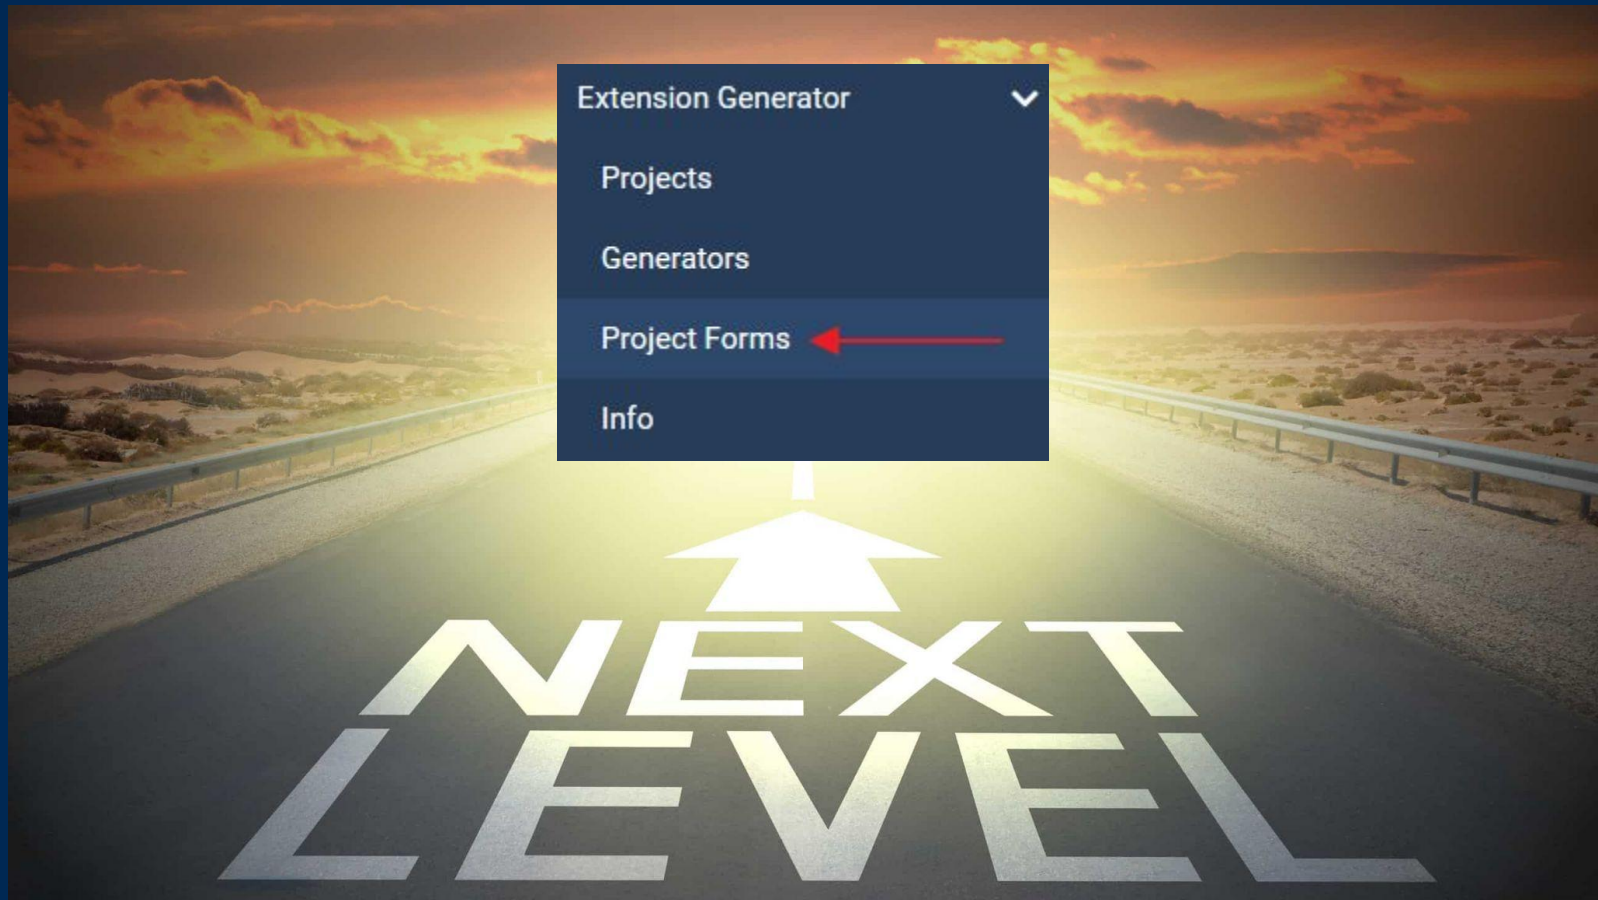 Extension Generator
Projects
Generators
Project Forms
Info
NEXT
LEVEL